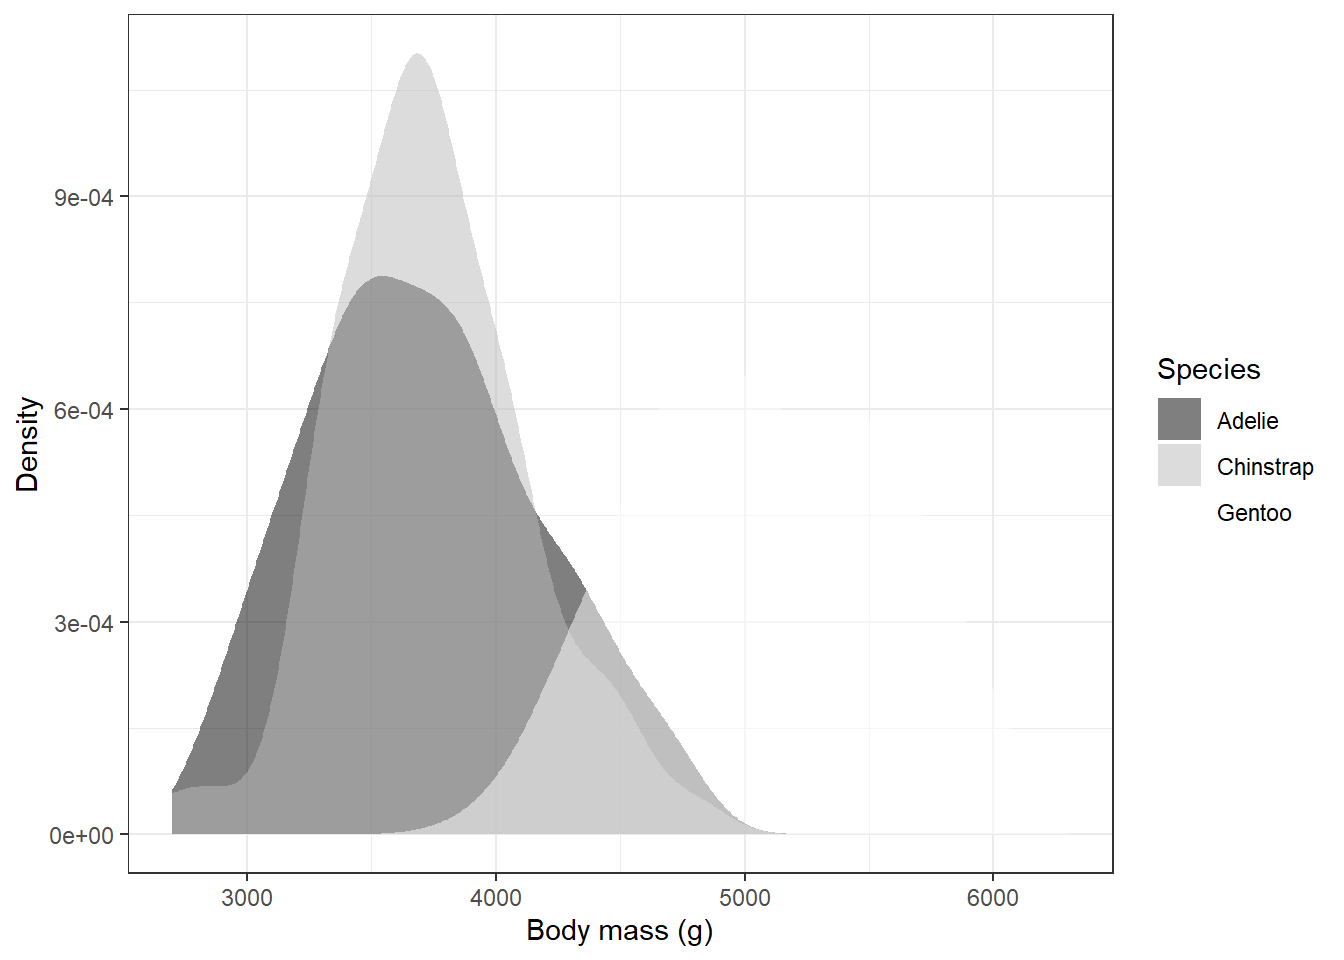 9e-04
6e-04
3e-04
0e+00
Density
3000 4000 5000 6000
Body mass (g)
Species
Adelie
Chinstrap
Gentoo